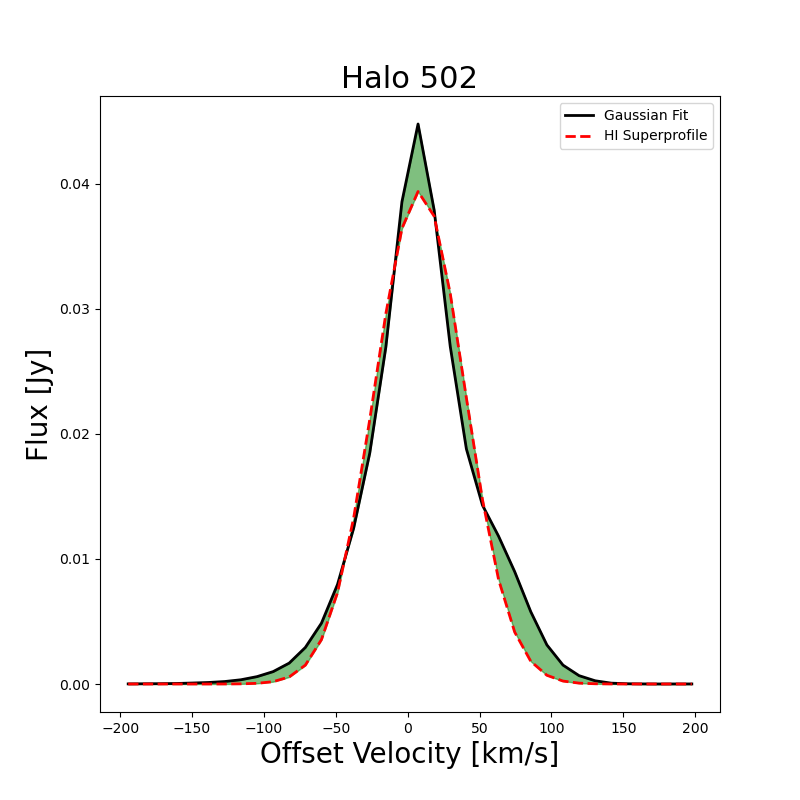 Halo 502
Gaussian Fit
HI Superprofile
Flux [Jy]
0.04
0.03
0.02
0.01
0.00
−200 −150 −100 −50 0 50 100 150 200
Offset Velocity [km/s]